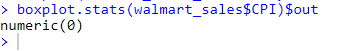 > boxplot.stats(walmart_sales$CPI)$out
numeric(0)
>